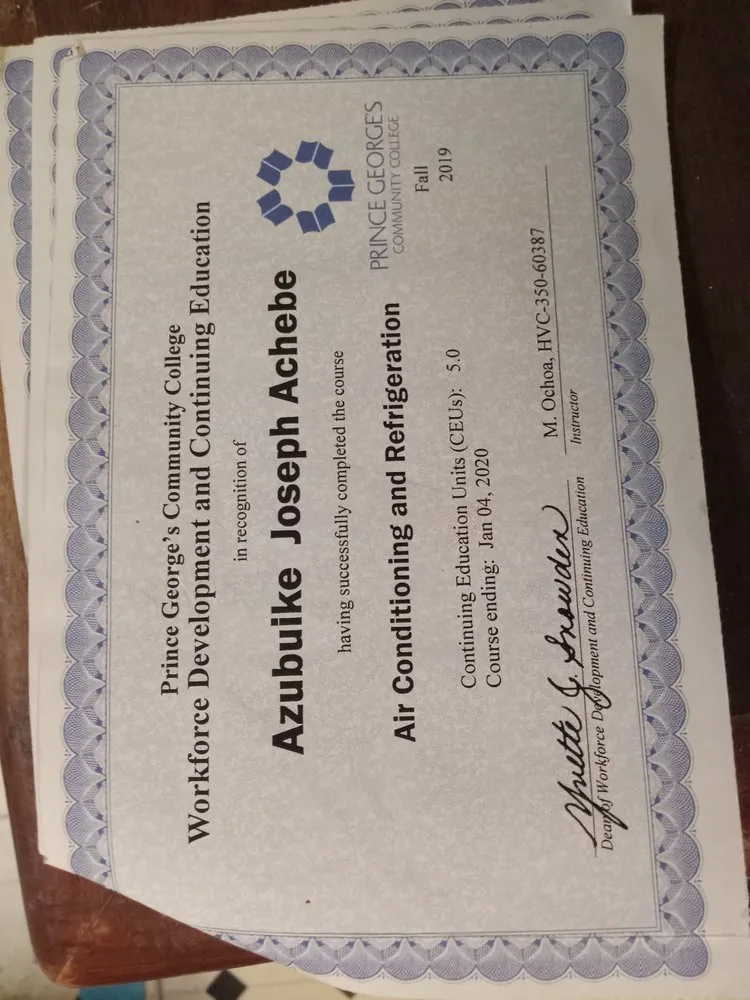 Prince George's Community College
Workforce Development and Continuing Education
in recognition of
Azubuike Joseph Achebe
having successfully completed the course
Air Conditioning and Refrigeration
PRINCE GEORGE'S
COMMUNITY COLLEGE
Fall
2019
Continuing Education Units (CEUs): 5.0
Course ending: Jan 04, 2020
Yvette J. Snowden
Dean of Workforce Development and Continuing Education
M. Ochoa, HVC-350-60387
Instructor